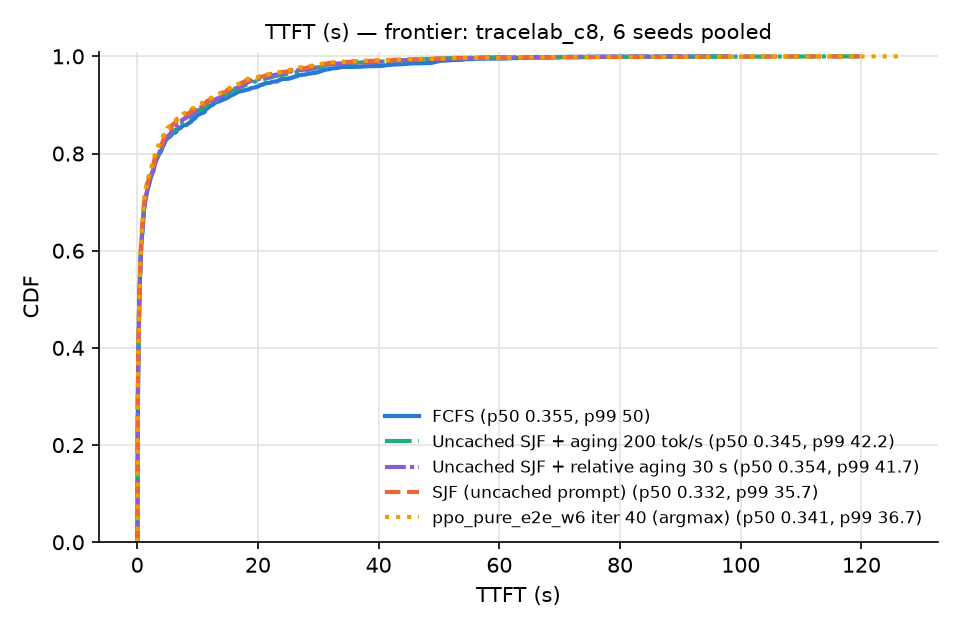 TTFT (s) — frontier: tracelab_c8, 6 seeds pooled
1.0
0.8
0.6
0.4
0.2
0.0
CDF
FCFS (p50 0.355, p99 50)
Uncached SJF + aging 200 tok/s (p50 0.345, p99 42.2)
Uncached SJF + relative aging 30 s (p50 0.354, p99 41.7)
SJF (uncached prompt) (p50 0.332, p99 35.7)
ppo_pure_e2e_w6 iter 40 (argmax) (p50 0.341, p99 36.7)
0 20 40 60 80 100 120
TTFT (s)